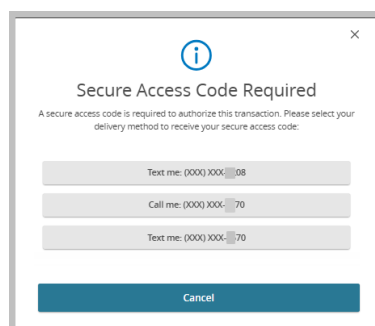 Secure Access Code Required
A secure access code is required to authorize this transaction. Please select your
delivery method to receive your secure access code:
Text me: (XXX) XXX- 08
Call me: (XXX) XXX- 70
Text me: (XXX) XXX- 70
Cancel